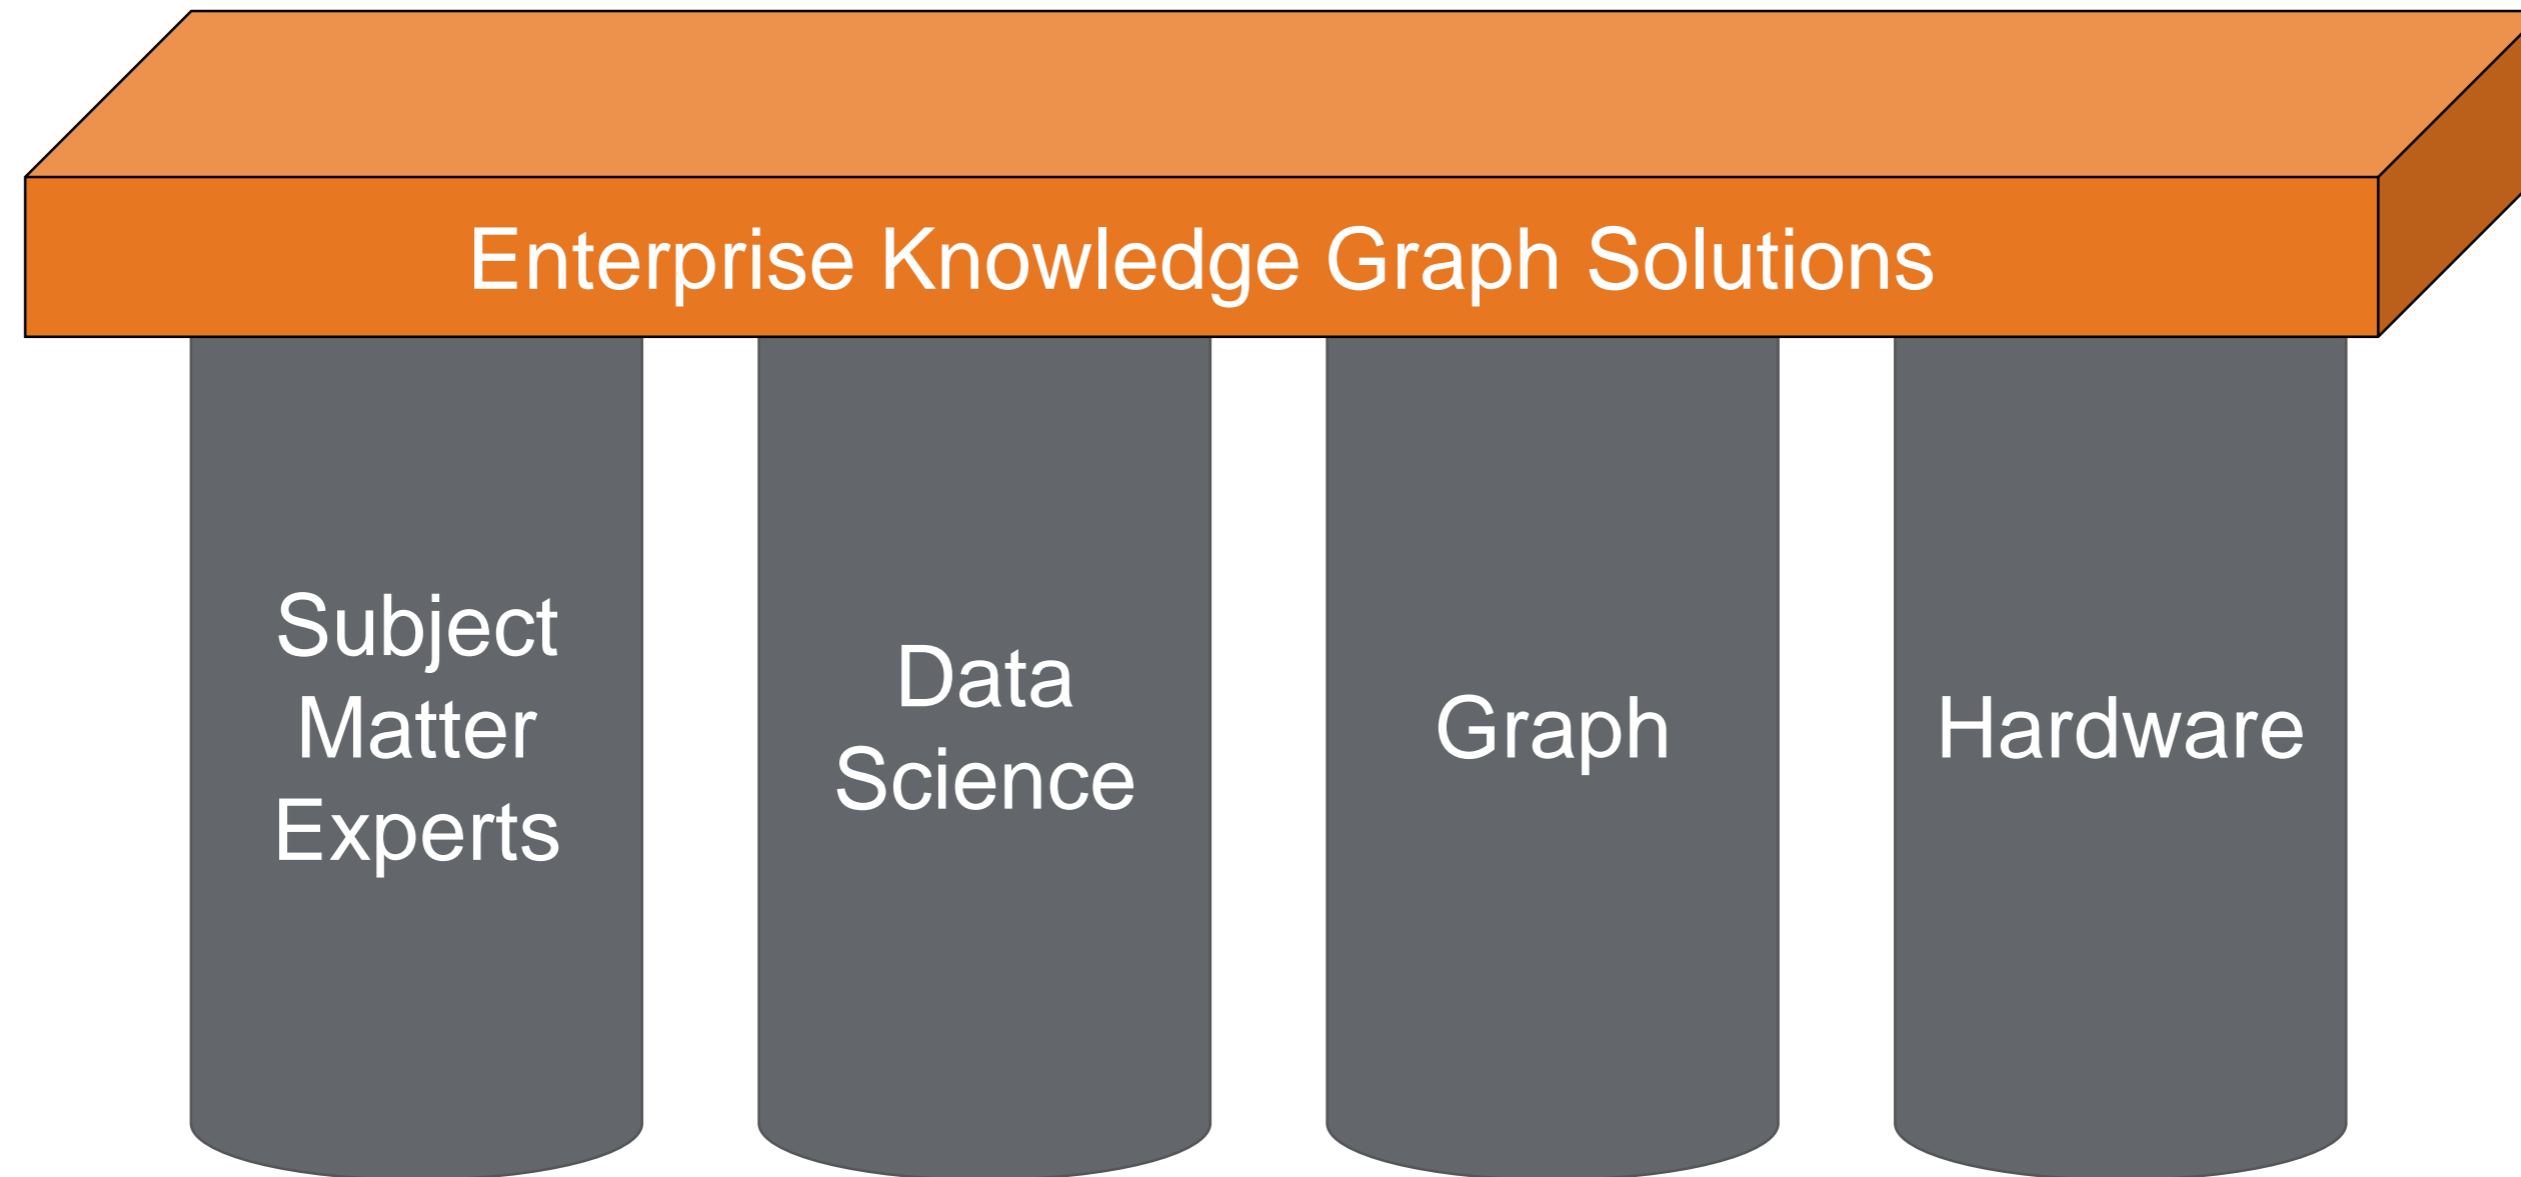 Enterprise Knowledge Graph Solutions
Subject
Matter
Experts
Data
Science
Graph
Hardware